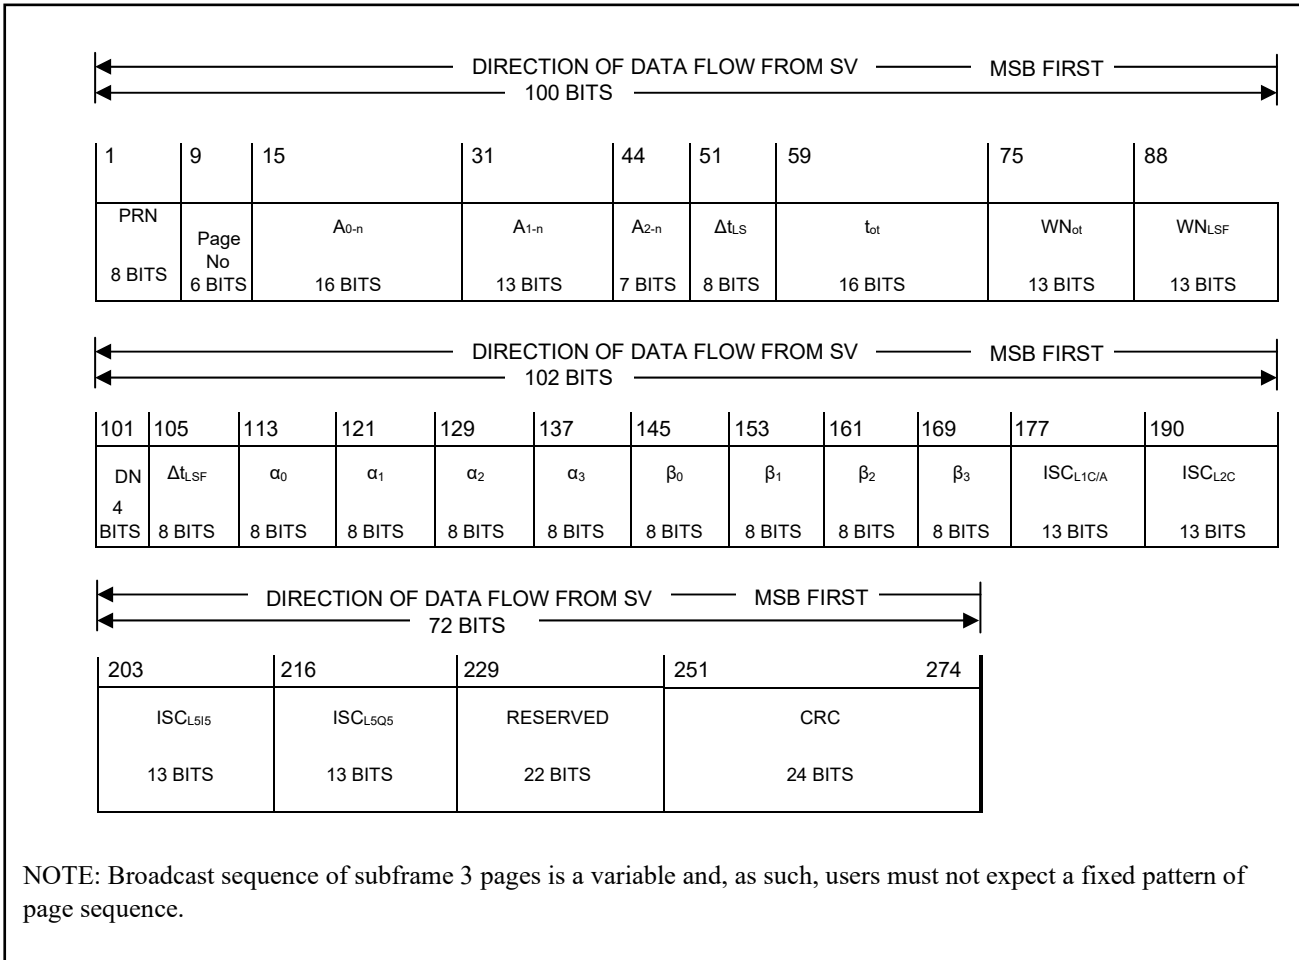 DIRECTION OF DATA FLOW FROM SV MSB FIRST
100 BITS
1 9 15 31 44 51 59 75 88
PRN Page No A0-n A1-n A2-n ΔtLS tot WNot WNLSF
8 BITS 6 BITS 16 BITS 13 BITS 7 BITS 8 BITS 16 BITS 13 BITS 13 BITS
DIRECTION OF DATA FLOW FROM SV MSB FIRST
102 BITS
101 105 113 121 129 137 145 153 161 169 177 190
DN ΔtLSF α0 α1 α2 α3 β0 β1 β2 β3 ISCL1C/A ISCL2C
4 BITS 8 BITS 8 BITS 8 BITS 8 BITS 8 BITS 8 BITS 8 BITS 8 BITS 8 BITS 13 BITS 13 BITS
DIRECTION OF DATA FLOW FROM SV MSB FIRST
72 BITS
203 216 229 251 274
ISCL5I5 ISCL5Q5 RESERVED CRC
13 BITS 13 BITS 22 BITS 24 BITS
NOTE: Broadcast sequence of subframe 3 pages is a variable and, as such, users must not expect a fixed pattern of
page sequence.